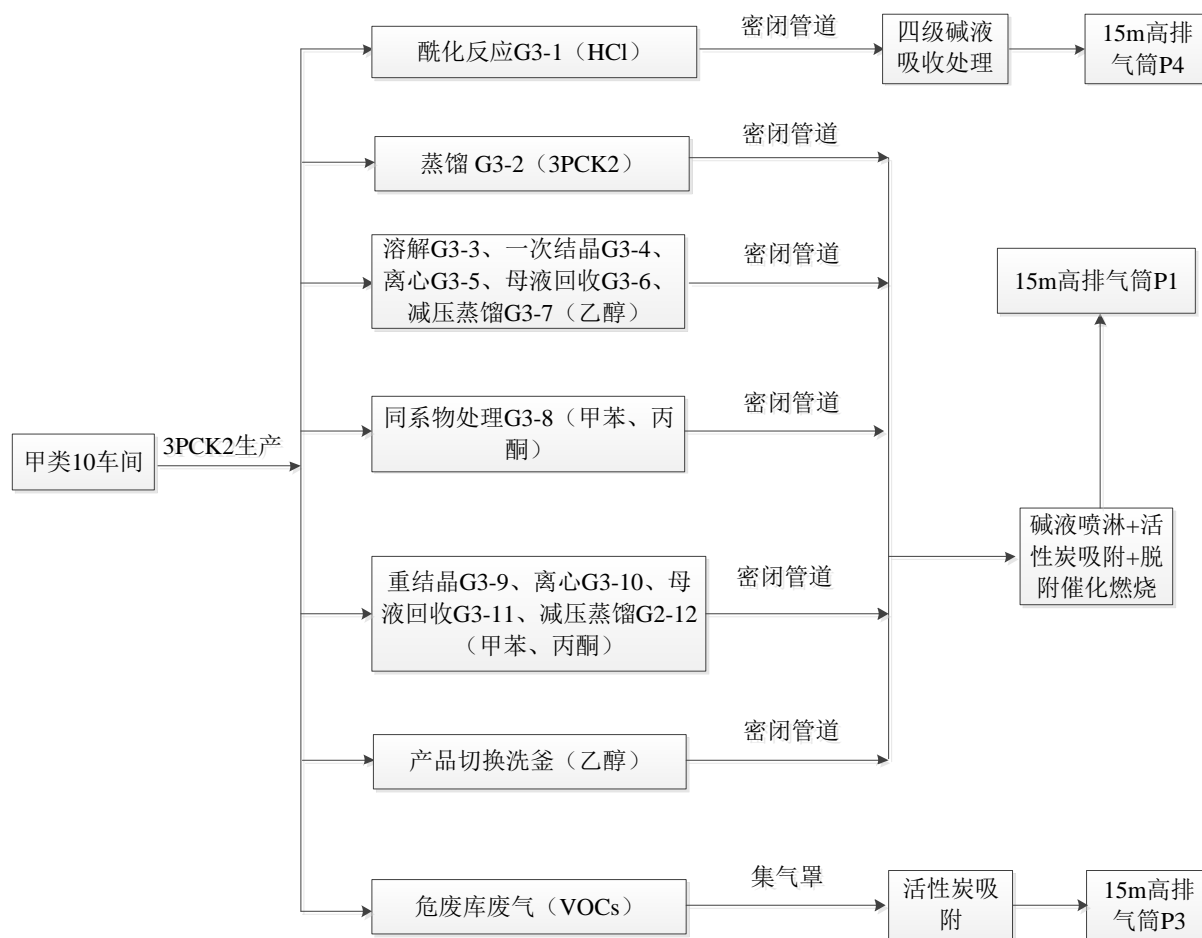 酰化反应G3-1（HCl）
密闭管道
四级碱液
吸收处理
15m高排
气筒P4
蒸馏 G3-2（3PCK2）
密闭管道
溶解G3-3、一次结晶G3-4、
离心G3-5、母液回收G3-6、
减压蒸馏G3-7（乙醇）
密闭管道
15m高排气筒P1
甲类10车间
3PCK2生产
同系物处理G3-8（甲苯、丙
酮）
密闭管道
重结晶G3-9、离心G3-10、母
液回收G3-11、减压蒸馏G2-12
（甲苯、丙酮）
密闭管道
碱液喷淋+活
性炭吸附+脱
附催化燃烧
产品切换洗釜（乙醇）
密闭管道
危废库废气（VOCs）
集气罩
活性炭吸
附
15m高排
气筒P3